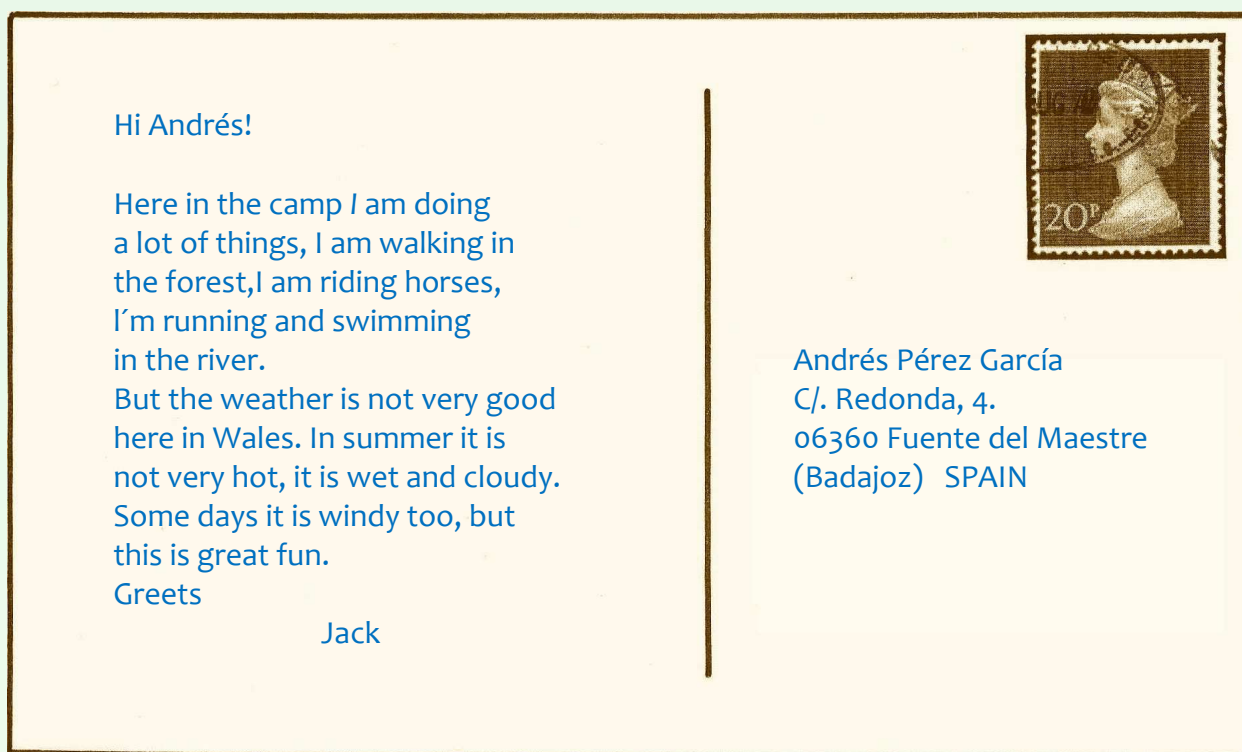 Hi Andrés!
Here in the camp I am doing
a lot of things, I am walking in
the forest,I am riding horses,
I´m running and swimming
in the river.
But the weather is not very good
here in Wales. In summer it is
not very hot, it is wet and cloudy.
Some days it is windy too, but
this is great fun.
Greets
Jack
20P
Andrés Pérez García
C/. Redonda, 4.
06360 Fuente del Maestre
(Badajoz) SPAIN